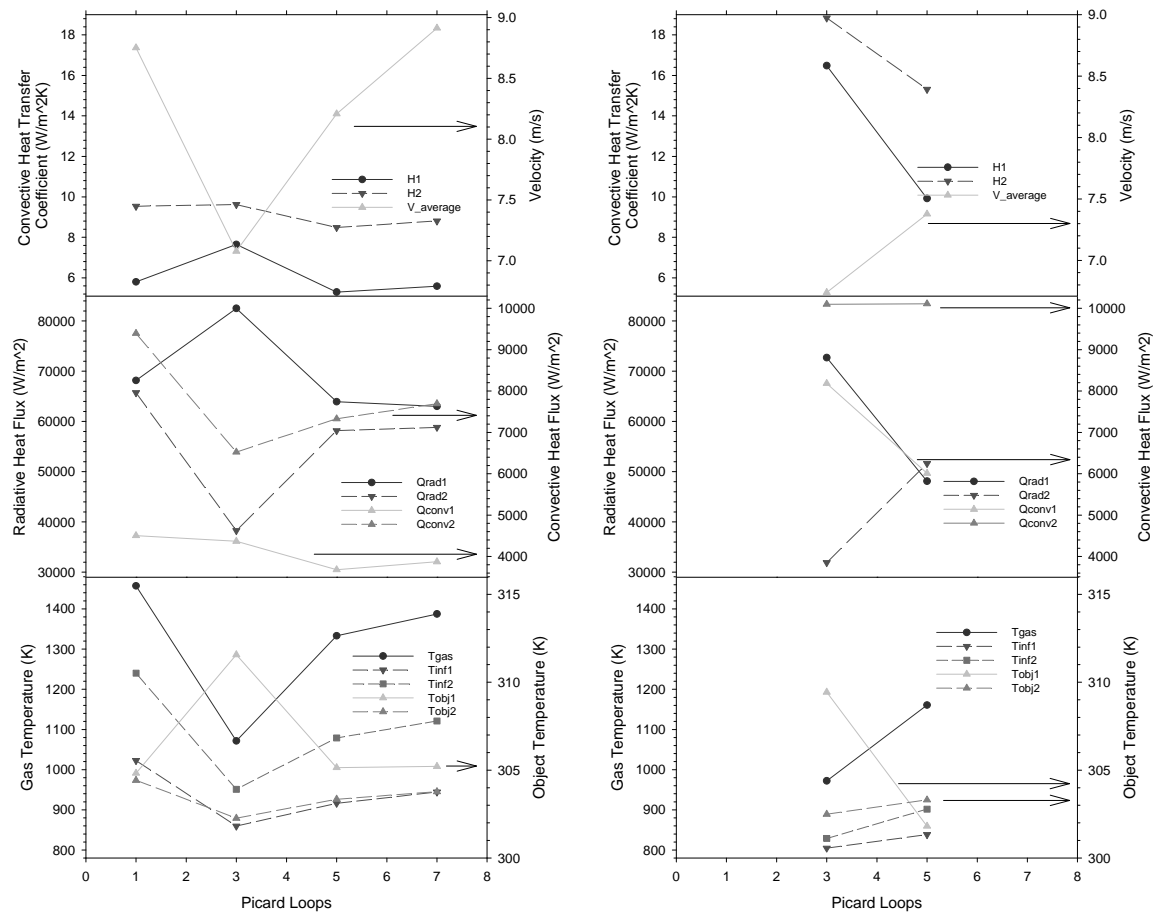 18
16
14
12
10
8
6
Convective Heat Transfer
Coefficient (W/m^2K)
9.0
8.5
8.0
7.5
7.0
Velocity (m/s)
H1
H2
V_average
80000
70000
60000
50000
40000
30000
Radiative Heat Flux (W/m^2)
10000
9000
8000
7000
6000
5000
4000
Convective Heat Flux (W/m^2)
Qrad1
Qrad2
Qconv1
Qconv2
1400
1300
1200
1100
1000
900
800
Gas Temperature (K)
315
310
305
300
Object Temperature (K)
Tgas
Tinf1
Tinf2
Tobj1
Tobj2
0 1 2 3 4 5 6 7 8
Picard Loops
18
16
14
12
10
8
6
Convective Heat Transfer
Coefficient (W/m^2K)
9.0
8.5
8.0
7.5
7.0
Velocity (m/s)
H1
H2
V_average
80000
70000
60000
50000
40000
30000
Radiative Heat Flux (W/m^2)
10000
9000
8000
7000
6000
5000
4000
Convective Heat Flux (W/m^2)
Qrad1
Qrad2
Qconv1
Qconv2
1400
1300
1200
1100
1000
900
800
Gas Temperature (K)
315
310
305
300
Object Temperature (K)
Tgas
Tinf1
Tinf2
Tobj1
Tobj2
0 1 2 3 4 5 6 7 8
Picard Loops